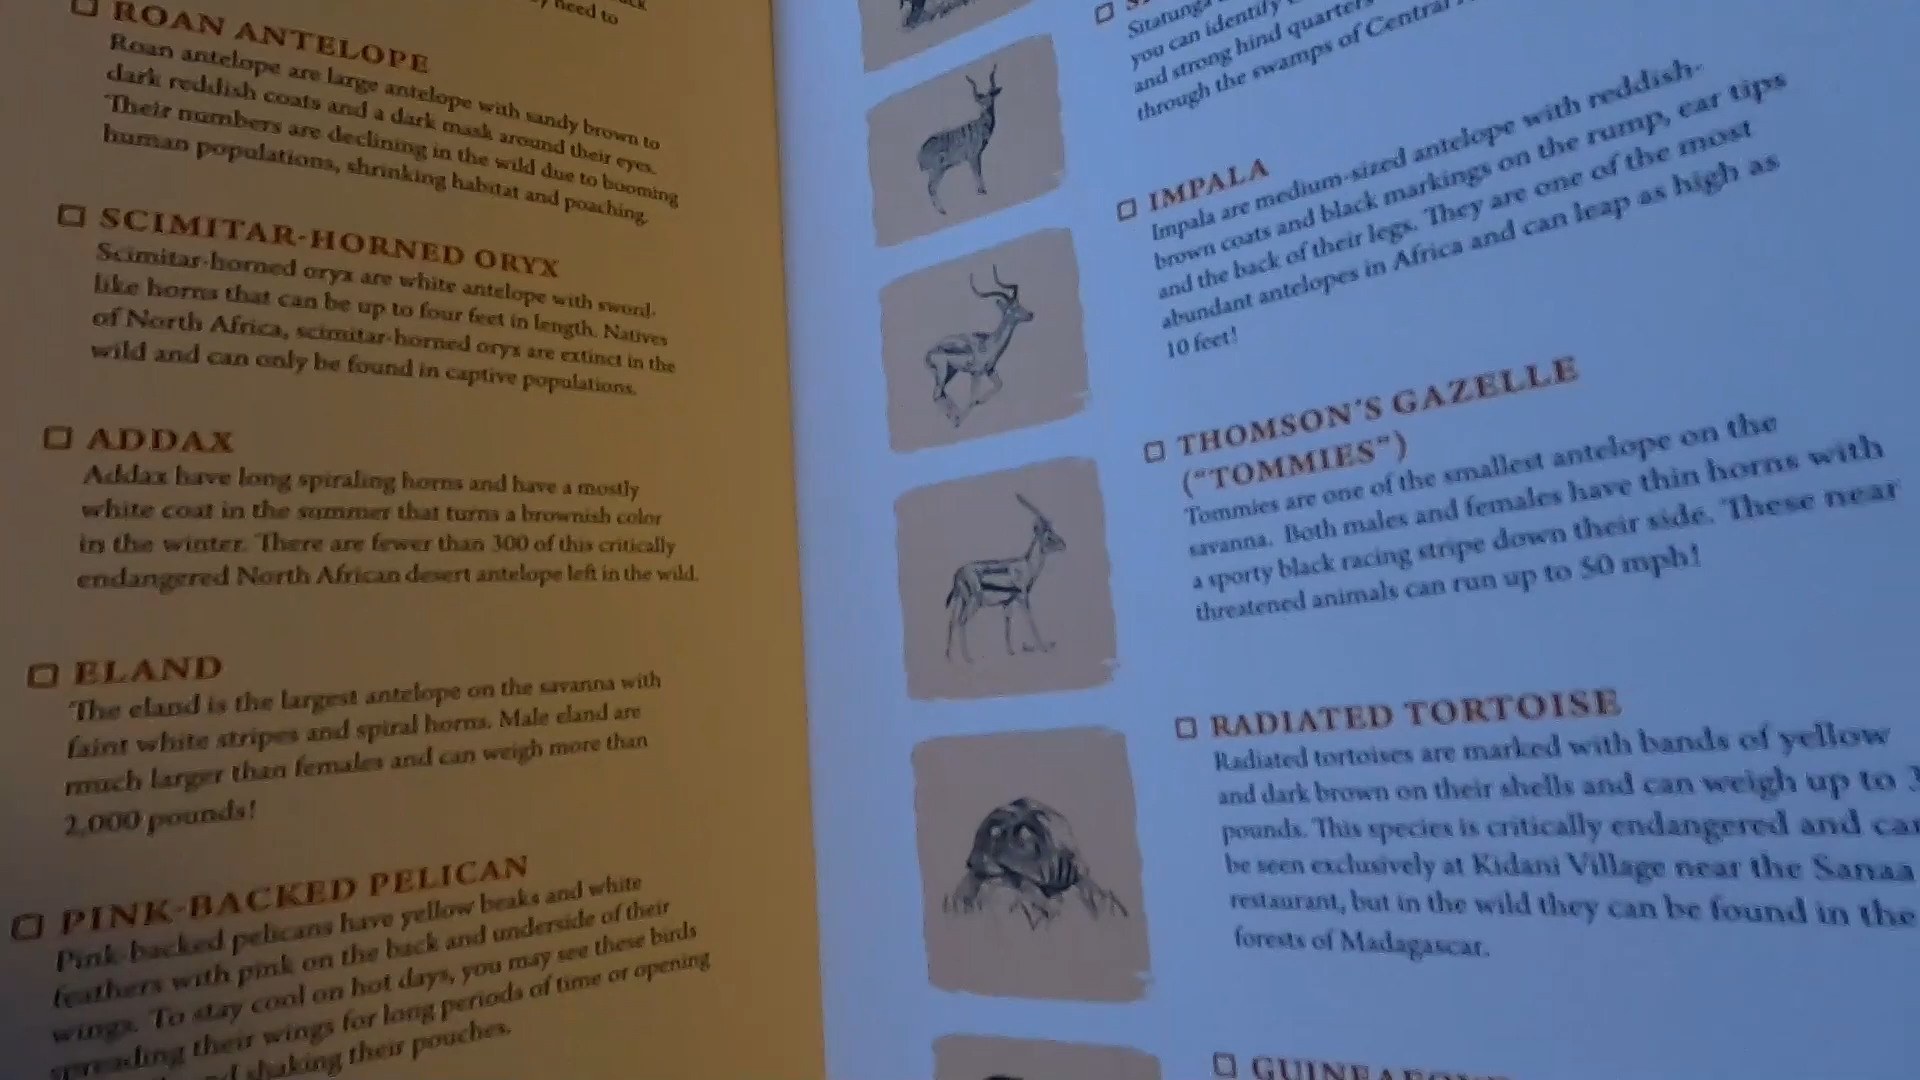 need to
ROAN ANTELOPE
Roan antelope are large antelope with sandy brown to
dark reddish coats and a dark mask around their eyes.
Their numbers are declining in the wild due to booming
human populations, shrinking habitat and poaching.
SCIMITAR-HORNED ORYX
Scimitar-horned oryx are white antelope with sword-
like horns that can be up to four feet in length. Natives
of North Africa, scimitar-horned oryx are extinct in the
wild and can only be found in captive populations.
ADDAX
Addax have long spiraling horns and have a mostly
white coat in the summer that turns a brownish color
in the winter. There are fewer than 300 of this critically
endangered North African desert antelope left in the wild.
ELAND
The eland is the largest antelope on the savanna with
faint white stripes and spiral horns. Male eland are
much larger than females and can weigh more than
2,000 pounds!
PINK-BACKED PELICAN
Pink-backed pelicans have yellow beaks and white
feathers with pink on the back and underside of their
wings. To stay cool on hot days, you may see these birds
spreading their wings for long periods of time or opening
shaking their pouches.
Sitatunga
you can identify
and strong hind quarters
through the swamps of Central
IMPALA
Impala are medium-sized antelope with reddish-
brown coats and black markings on the rump, ear tips
and the back of their legs. They are one of the most
abundant antelopes in Africa and can leap as high as
10 feet!
THOMSON'S GAZELLE
("TOMMIES")
Tommies are one of the smallest antelope on the
savanna. Both males and females have thin horns with
a sporty black racing stripe down their side. These near
threatened animals can run up to 50 mph!
RADIATED TORTOISE
Radiated tortoises are marked with bands of yellow
and dark brown on their shells and can weigh up to
pounds. This species is critically endangered and can
be seen exclusively at Kidani Village near the Sanaa
restaurant, but in the wild they can be found in the
forests of Madagascar.